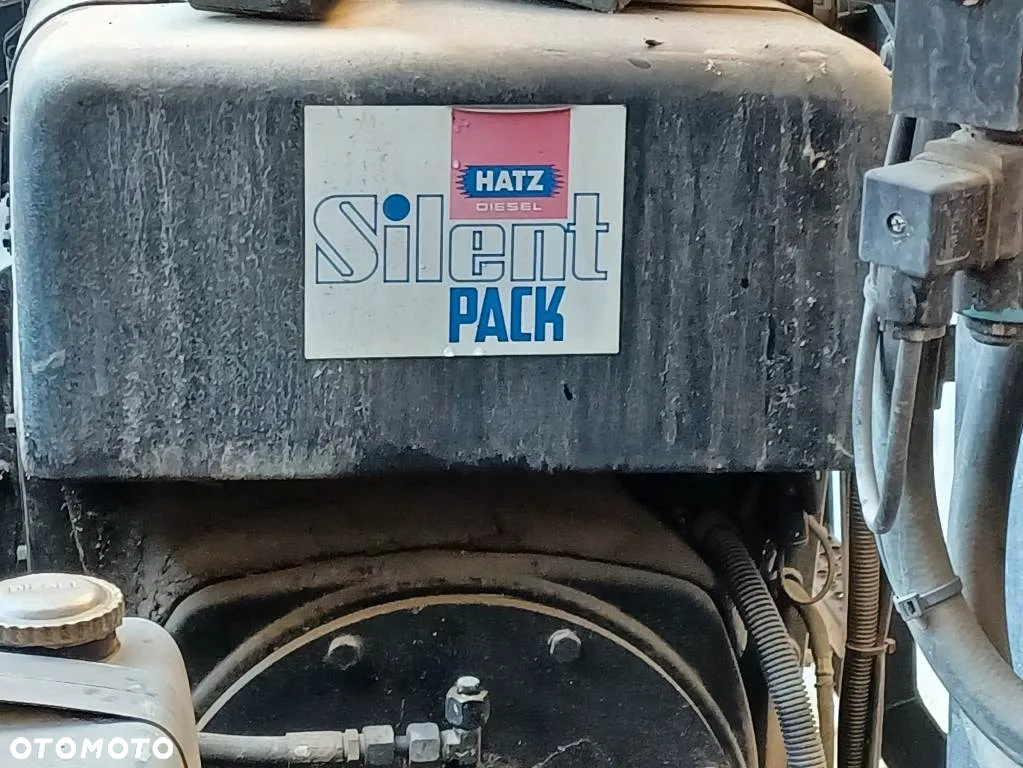 HATZ
DIESEL
Silent
PACK
OTOMOTO